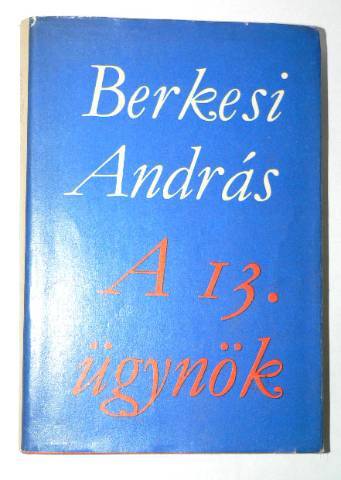 Berkesi
András
A 13.
ügynök